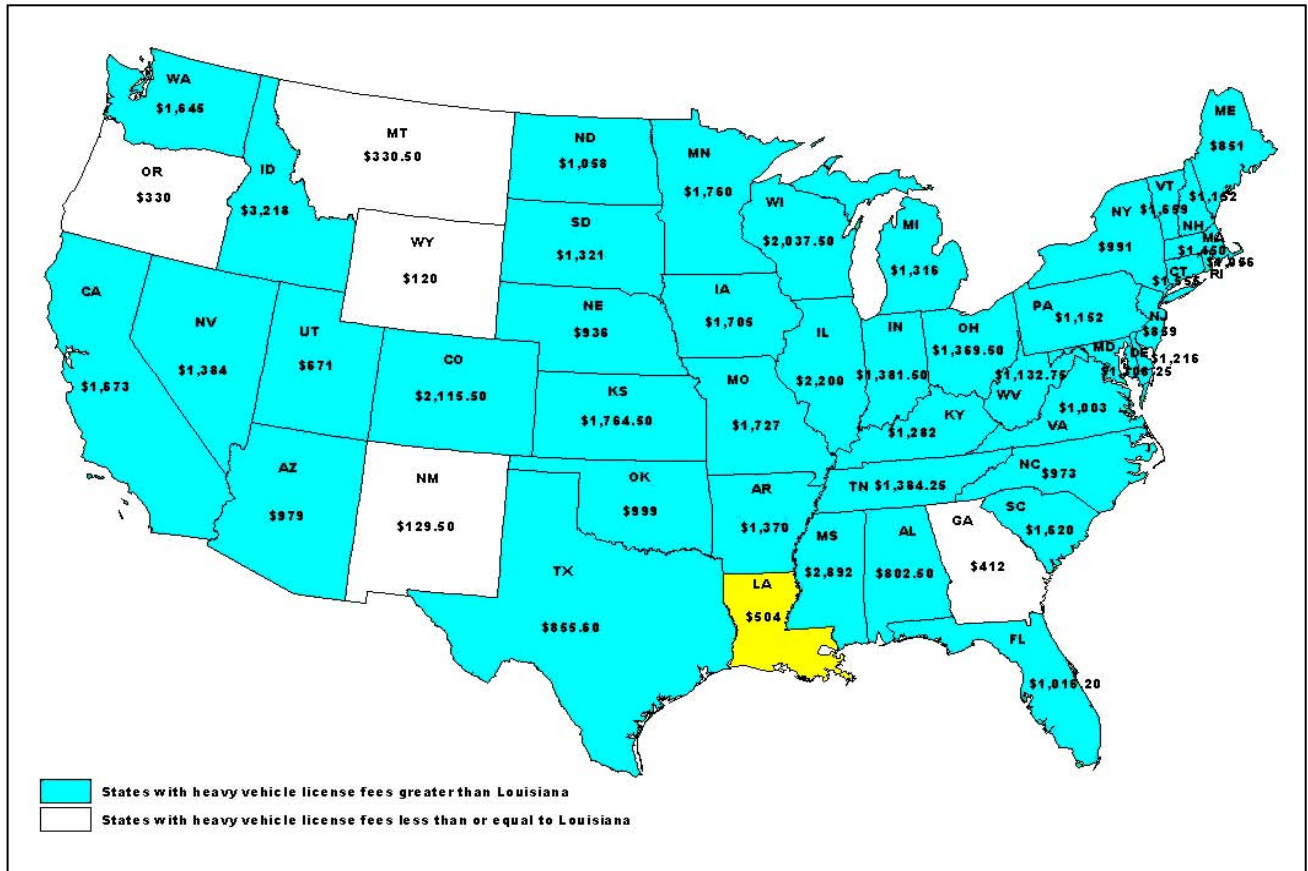 WA
$1,645
MT
$330.50
ND
$1,058
MN
$1,760
ME
$851
OR
$330
ID
$3,218
WY
$120
SD
$1,321
WI
$2,037.50
MI
$1,316
NY
$991
VT
$1,152
NH
MA
$1,450
CT
RI
CA
$1,673
NV
$1,384
UT
$671
CO
$2,115.50
NE
$936
IA
$1,705
IL
$2,200
IN
$1,381.50
OH
$1,369.50
PA
$1,152
NJ
$859
MD
DE
$1,216
KS
$1,764.50
MO
$1,727
KY
$1,282
WV
$1,132.75
VA
$1,003
AZ
$979
NM
$129.50
OK
$999
AR
$1,370
TN $1,384.25
NC $973
SC
$1,620
TX
$855.60
LA
$504
MS
$2,892
AL
$802.50
GA
$412
FL
$1,016.20
States with heavy vehicle license fees greater than Louisiana
States with heavy vehicle license fees less than or equal to Louisiana